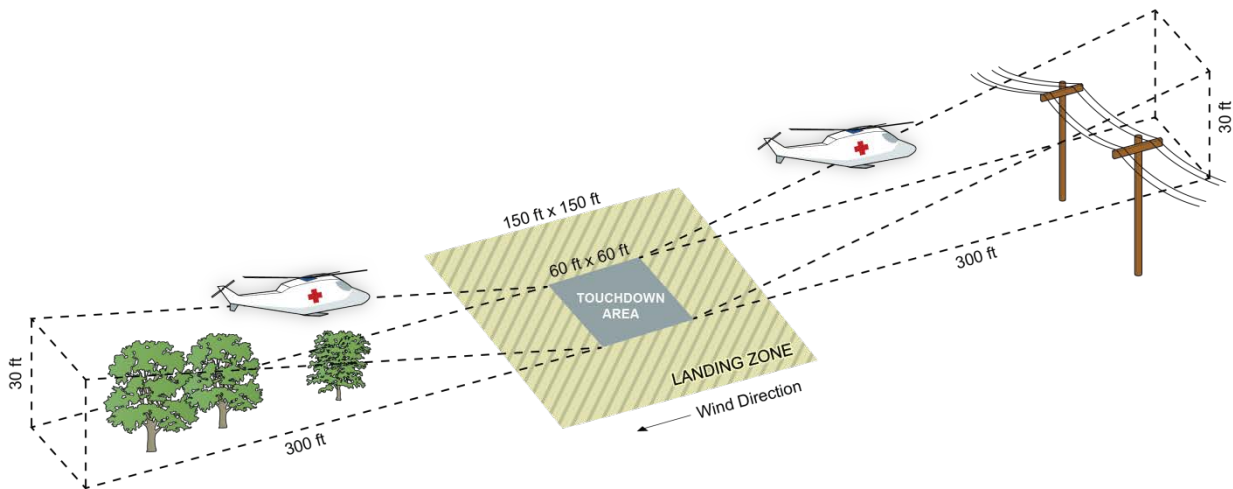 30 ft
150 ft x 150 ft
60 ft x 60 ft
TOUCHDOWN
AREA
300 ft
LANDING ZONE
Wind Direction
30 ft
300 ft